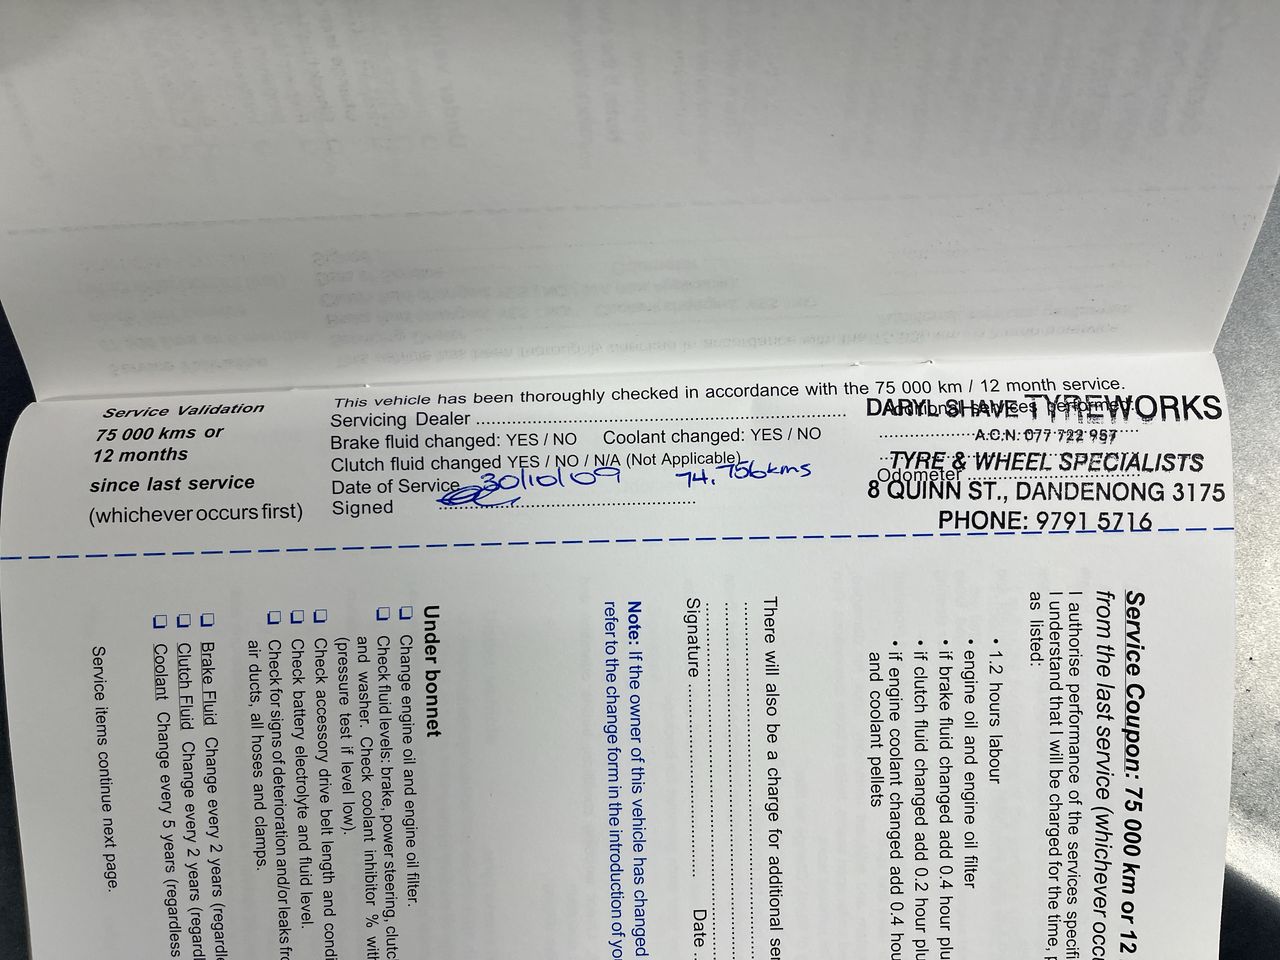 Service Validation
75 000 kms or
12 months
since last service
(whichever occurs first)
This vehicle has been thoroughly checked in accordance with the 75 000 km / 12 month service.
Servicing Dealer
Brake fluid changed: YES / NO Coolant changed: YES / NO
Clutch fluid changed YES / NO / N/A (Not Applicable)
Date of Service 30/10/09 74,756kms
Signed
Additional services performed:
Odometer
DARYL SHAVE TYREWORKS
A.C.N: 077 722 957
TYRE & WHEEL SPECIALISTS
8 QUINN ST., DANDENONG 3175
PHONE: 9791 5716
Service Coupon: 75 000 km or 12
from the last service (whichever occu
I authorise performance of the services specifi
I understand that I will be charged for the time, p
as listed:
• 1.2 hours labour
• engine oil and engine oil filter
• if brake fluid changed add 0.4 hour plu
• if clutch fluid changed add 0.2 hour plu
• if engine coolant changed add 0.4 hou
and coolant pellets
There will also be a charge for additional ser
Signature Date
Note: If the owner of this vehicle has changed
refer to the change form in the introduction of yo
Under bonnet
Change engine oil and engine oil filter.
Check fluid levels: brake, power steering, clutc
and washer. Check coolant inhibitor % with
(pressure test if level low).
Check accessory drive belt length and condi
Check battery electrolyte and fluid level.
Check for signs of deterioration and/or leaks fro
air ducts, all hoses and clamps.
Brake Fluid Change every 2 years (regardle
Clutch Fluid Change every 2 years (regardl
Coolant Change every 5 years (regardless
Service items continue next page.